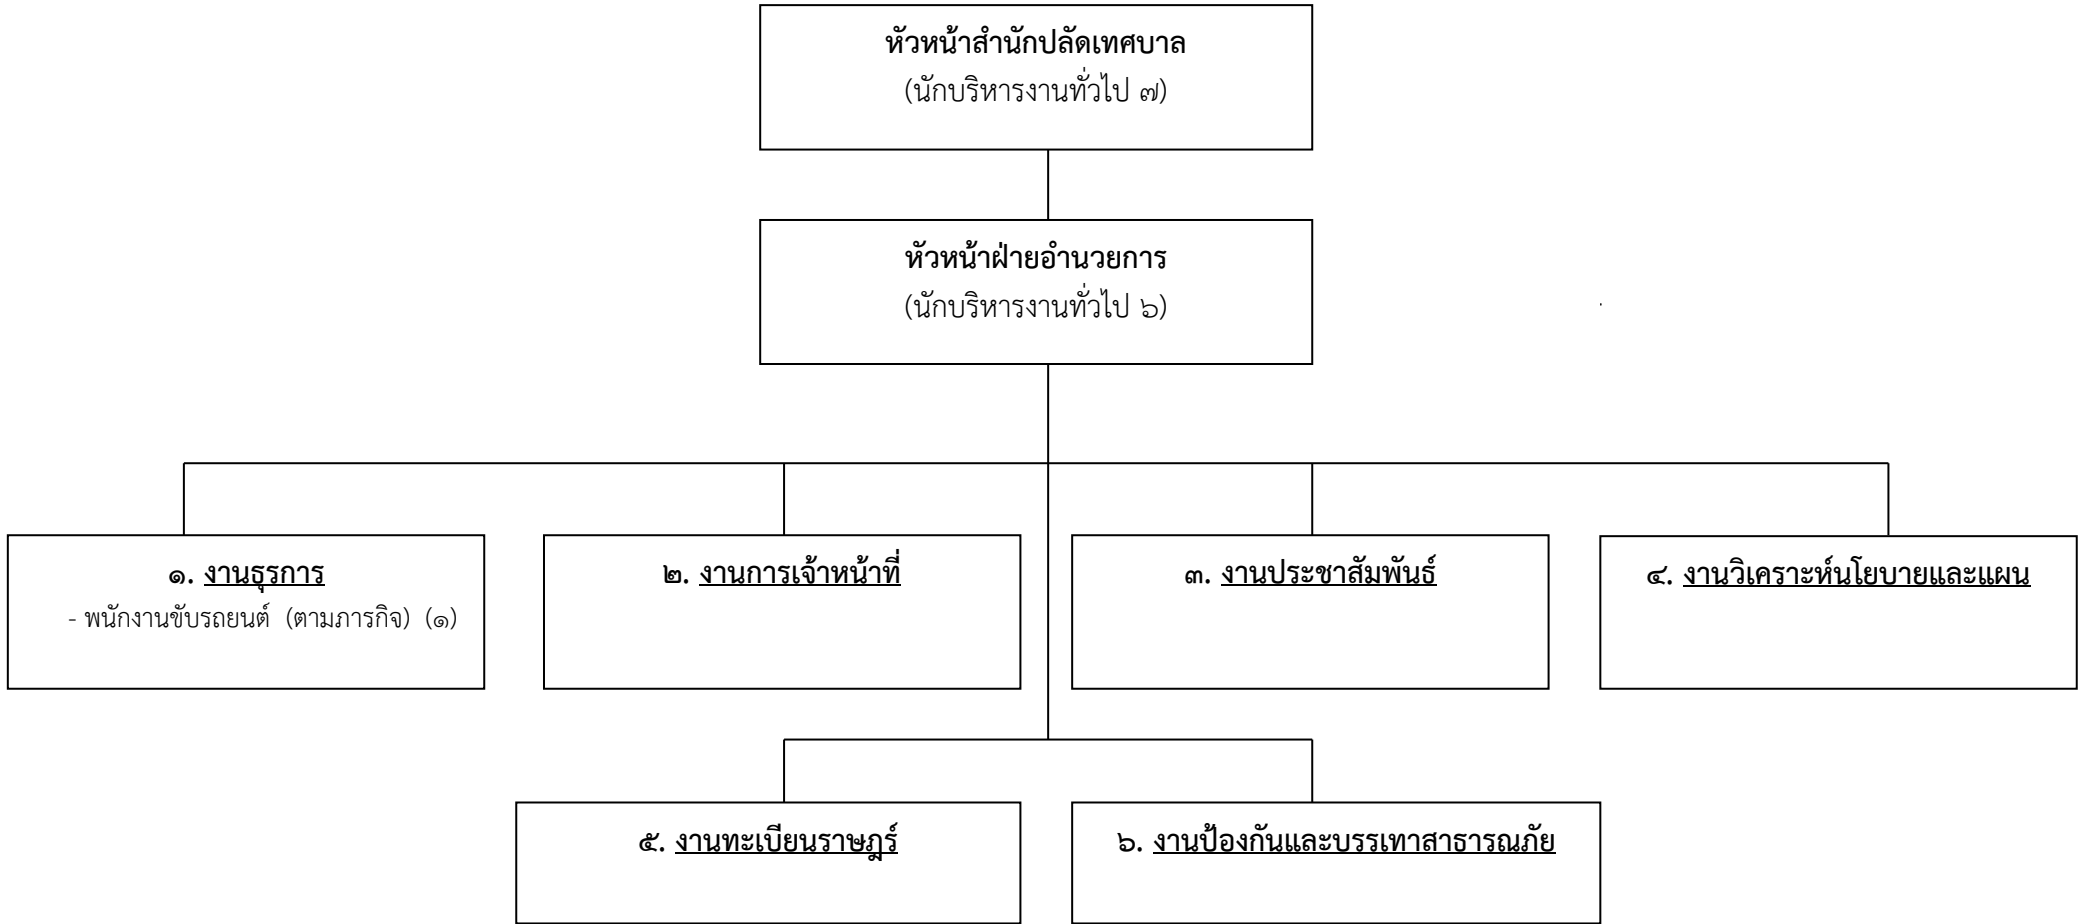 หัวหน้าสำนักปลัดเทศบาล
(นักบริหารงานทั่วไป ๗)
หัวหน้าฝ่ายอำนวยการ
(นักบริหารงานทั่วไป ๖)
๑. งานธุรการ
- พนักงานขับรถยนต์ (ตามภารกิจ) (๑)
๒. งานการเจ้าหน้าที่
๓. งานประชาสัมพันธ์
๔. งานวิเคราะห์นโยบายและแผน
๕. งานทะเบียนราษฎร์
๖. งานป้องกันและบรรเทาสาธารณภัย